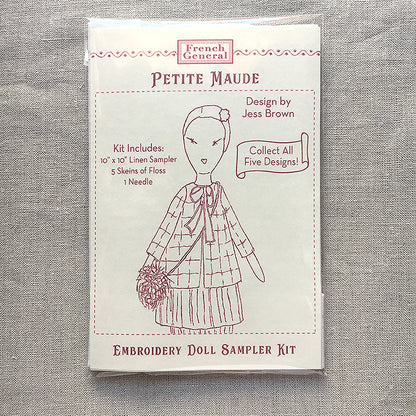 French
General
Petite Maude
Design by
Jess Brown
Kit Includes:
10" x 10" Linen Sampler
5 Skeins of Floss
1 Needle
Collect All
Five Designs!
Embroidery Doll Sampler Kit